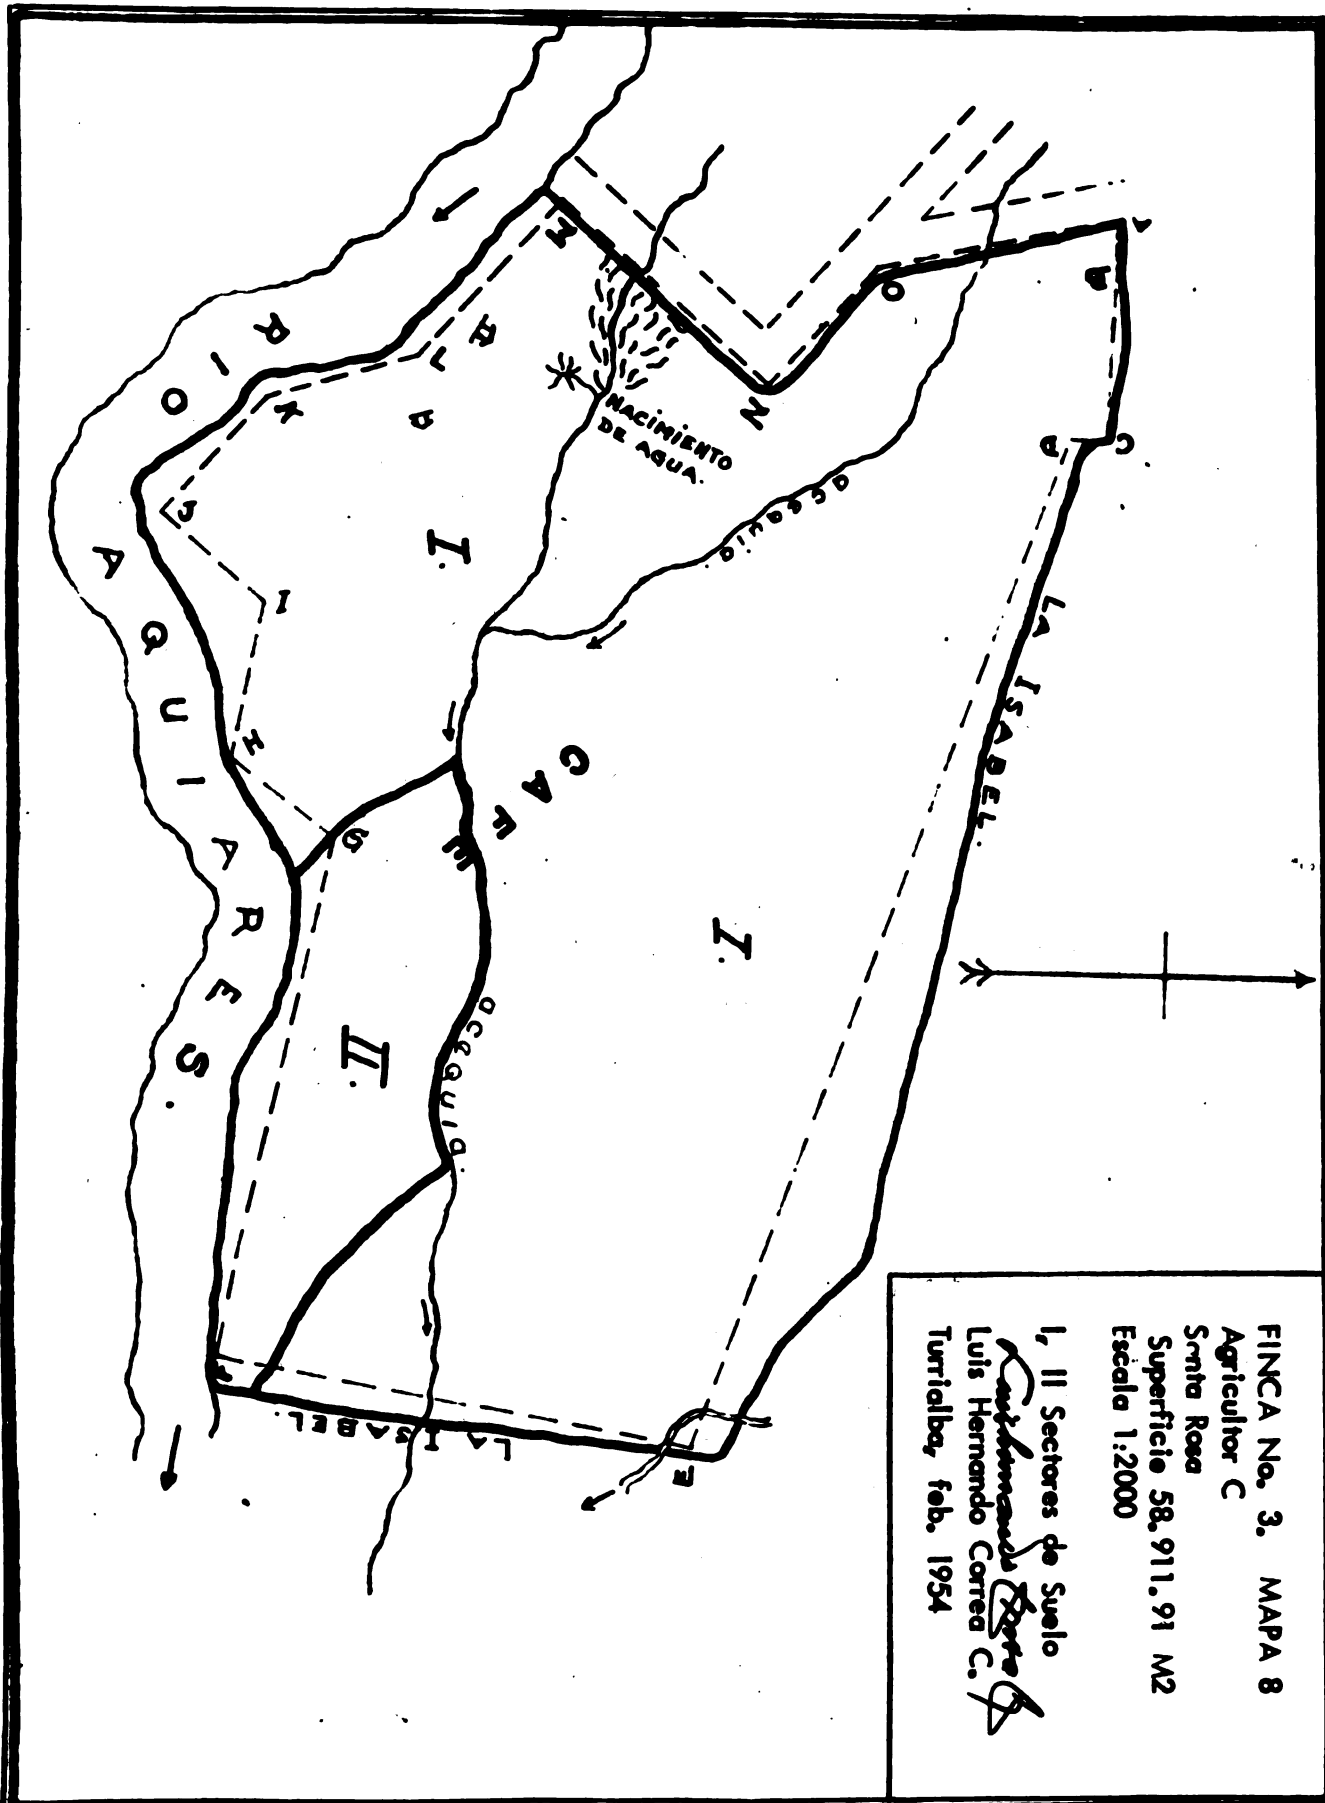 FINCA No. 3. MAPA 8
Agricultor C
Santa Rosa
Superficie 58.911.91 M2
Escala 1:2000
I, II Sectores de Suelo
Luis Hernando Correa C.
Turrialba, feb. 1954
LA ISABEL.
A
B
C
D
E
F
G
H
I
J
K
L
M
N
O
NACIMIENTO
DE AGUA.
acequia.
CAFE
I.
I.
II
II.
a
acequia.
LA ISABEL.
RIO AQUIARES.